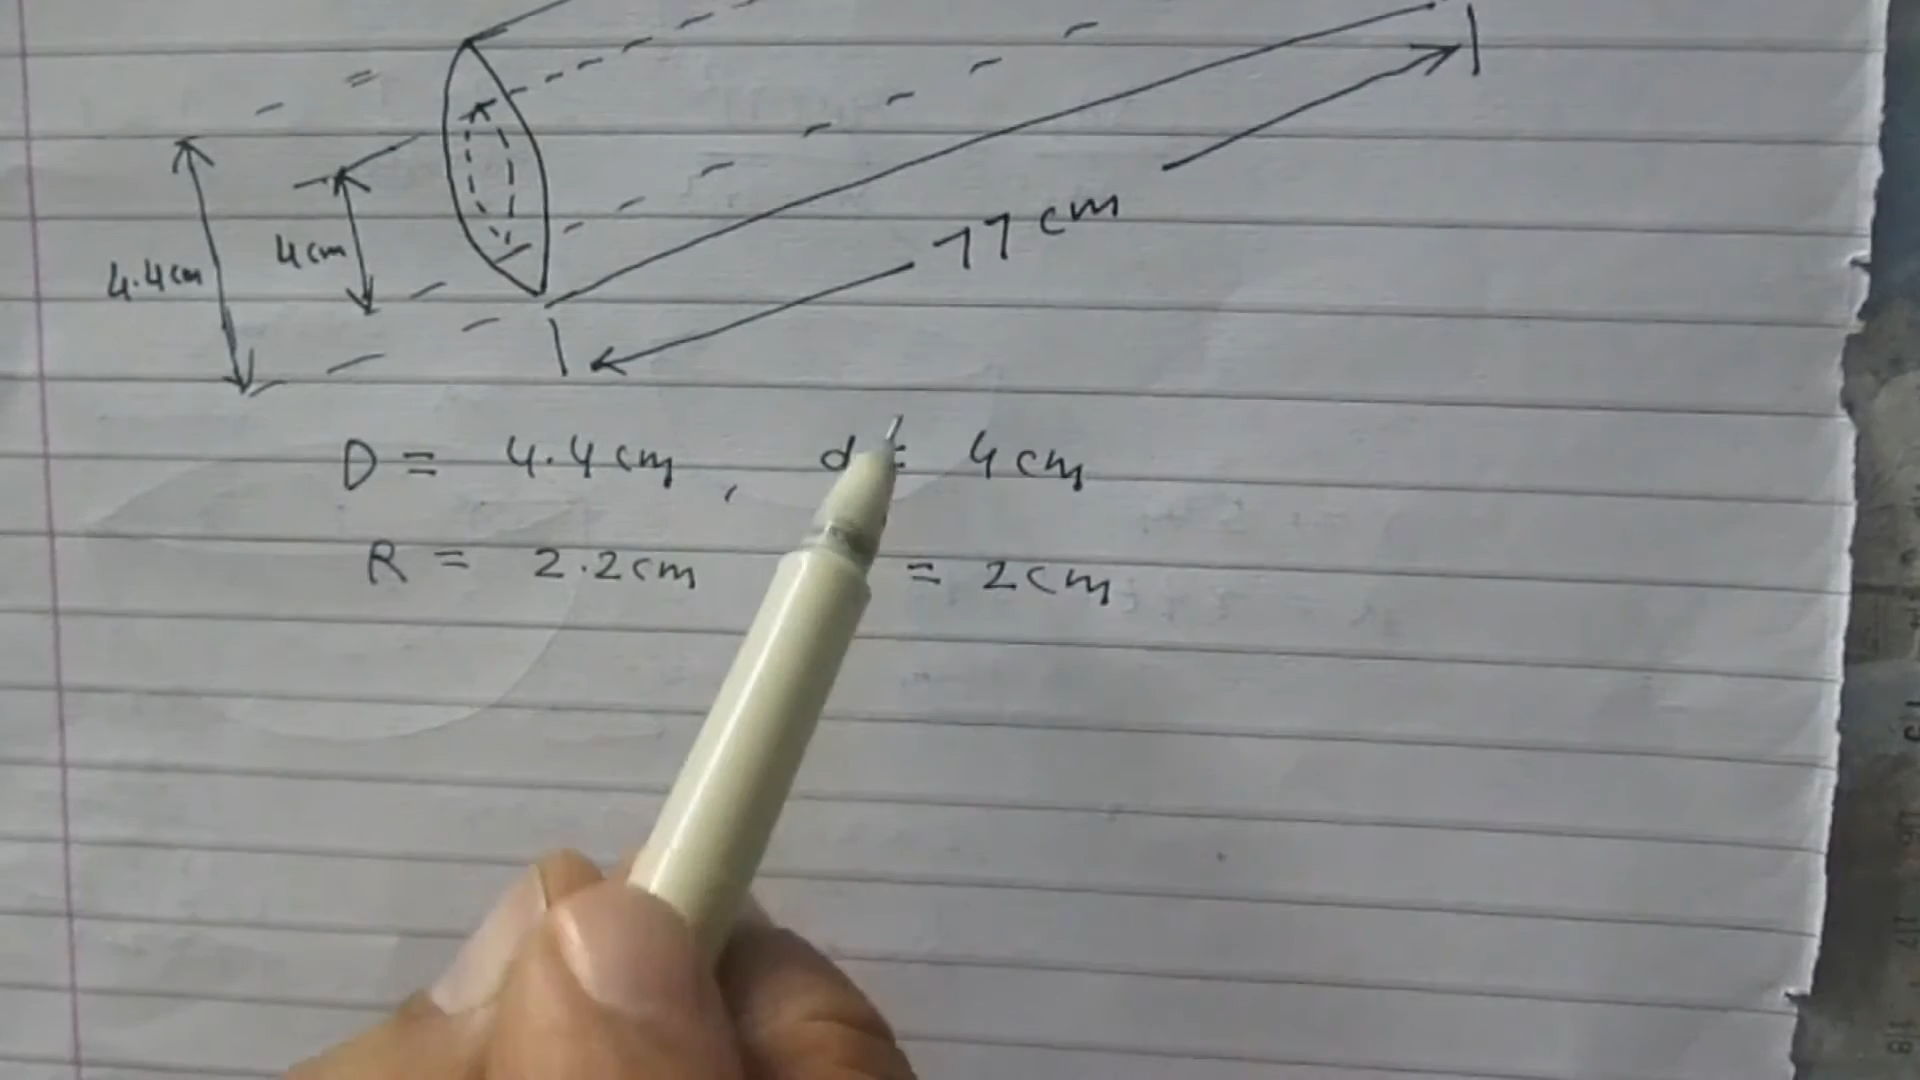 4.4cm
4cm
77cm
D = 4.4cm, d = 4cm
R = 2.2cm = 2cm